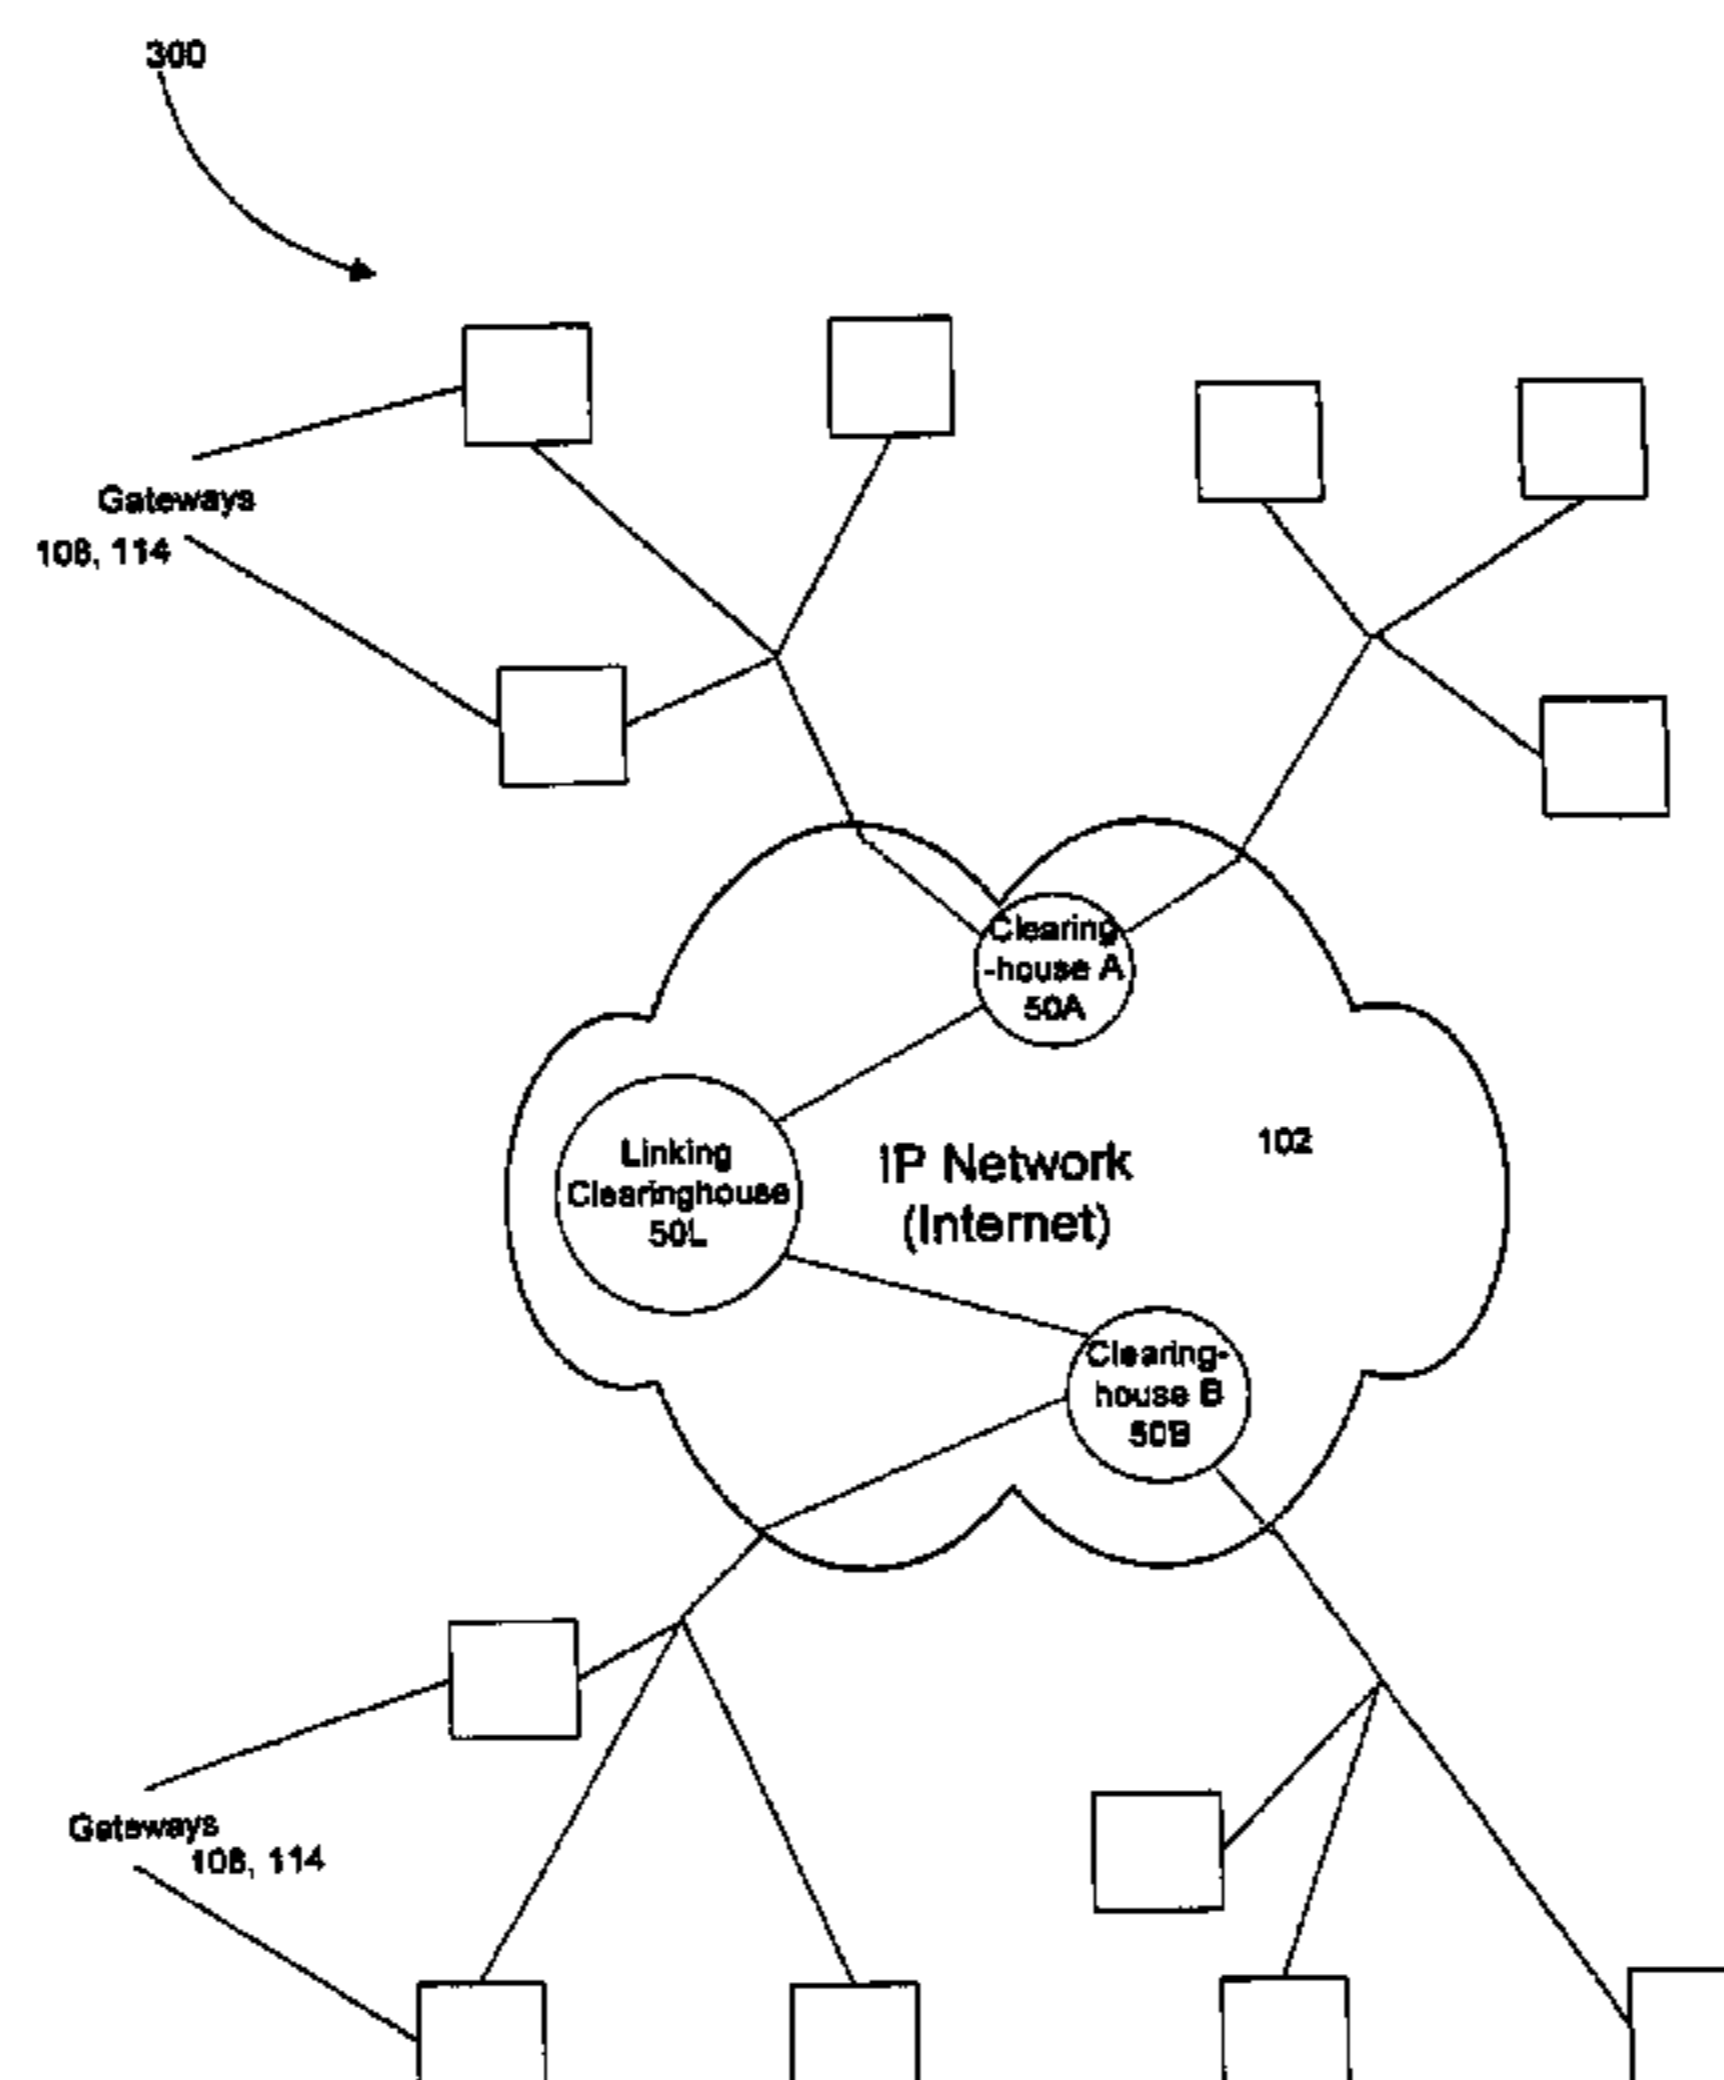 300
Gateways
108, 114
Clearing
-house A
50A
Linking
Clearinghouse
50L
IP Network
(Internet)
102
Clearing-
house B
50B
Gateways
108, 114